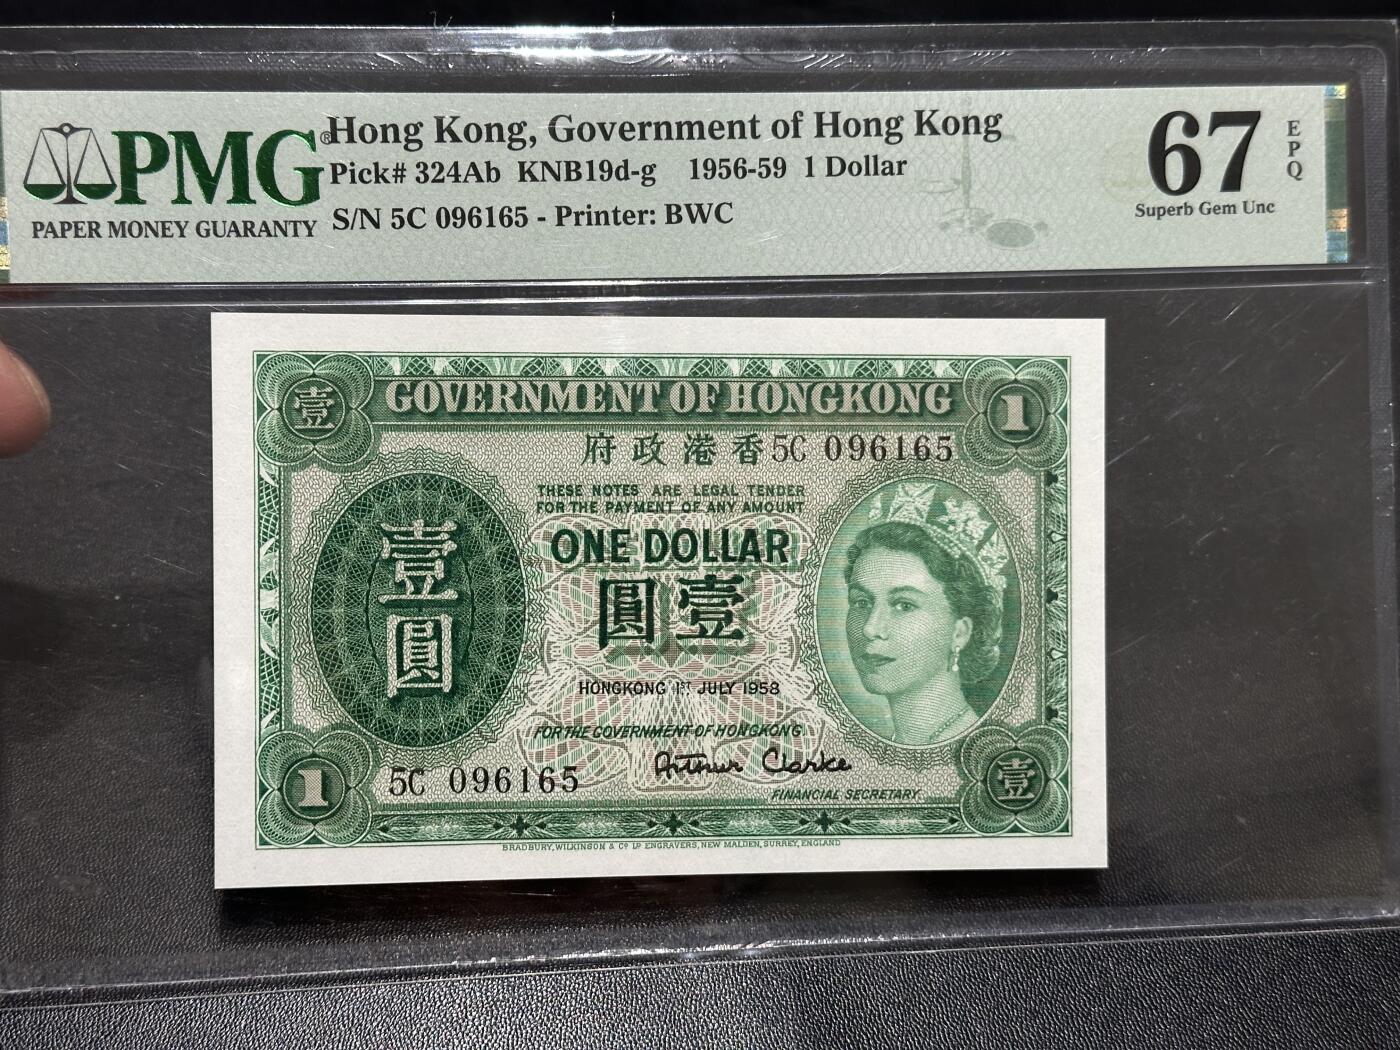 PMG®
PAPER MONEY GUARANTY
Hong Kong, Government of Hong Kong
Pick# 324Ab KNB19d-g 1956-59 1 Dollar
S/N 5C 096165 - Printer: BWC
67
EPQ
Superb Gem Unc
壹
GOVERNMENT OF HONGKONG
1
府政港香
5C 096165
THESE NOTES ARE LEGAL TENDER
FOR THE PAYMENT OF ANY AMOUNT
ONE DOLLAR
圓壹
壹圓
HONGKONG 1ST JULY 1958
FOR THE GOVERNMENT OF HONGKONG
Arthur Clarke
FINANCIAL SECRETARY
1
5C 096165
壹
BRADBURY, WILKINSON & Co Ld ENGRAVERS, NEW MALDEN, SURREY, ENGLAND